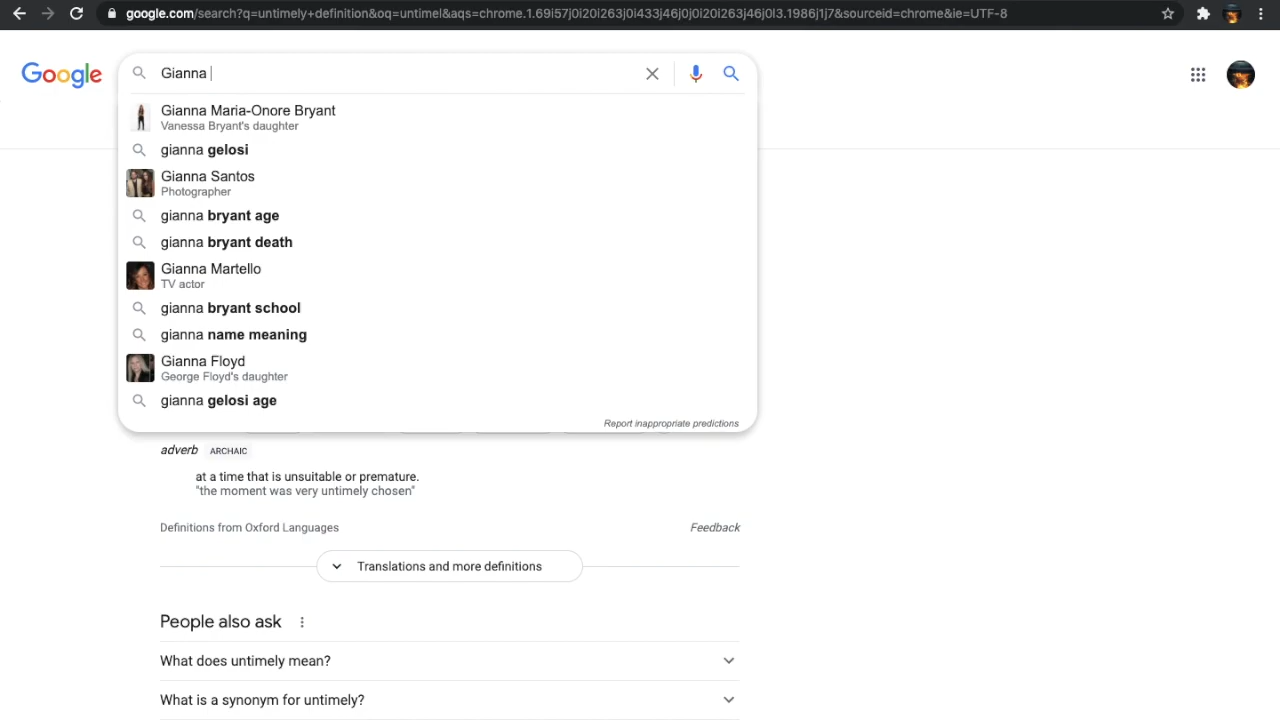 google.com/search?q=untimely+definition&oq=untimel&aqs=chrome.1.69i57j0i20i263j0i433j46j0j0i20i263j46j0l3.1986j1j7&sourceid=chrome&ie=UTF-8
Google
Gianna
Gianna Maria-Onore Bryant
Vanessa Bryant's daughter
gianna gelosi
Gianna Santos
Photographer
gianna bryant age
gianna bryant death
Gianna Martello
TV actor
gianna bryant school
gianna name meaning
Gianna Floyd
George Floyd's daughter
gianna gelosi age
Report inappropriate predictions
adverb ARCHAIC
at a time that is unsuitable or premature.
"the moment was very untimely chosen"
Definitions from Oxford Languages
Feedback
Translations and more definitions
People also ask
What does untimely mean?
What is a synonym for untimely?